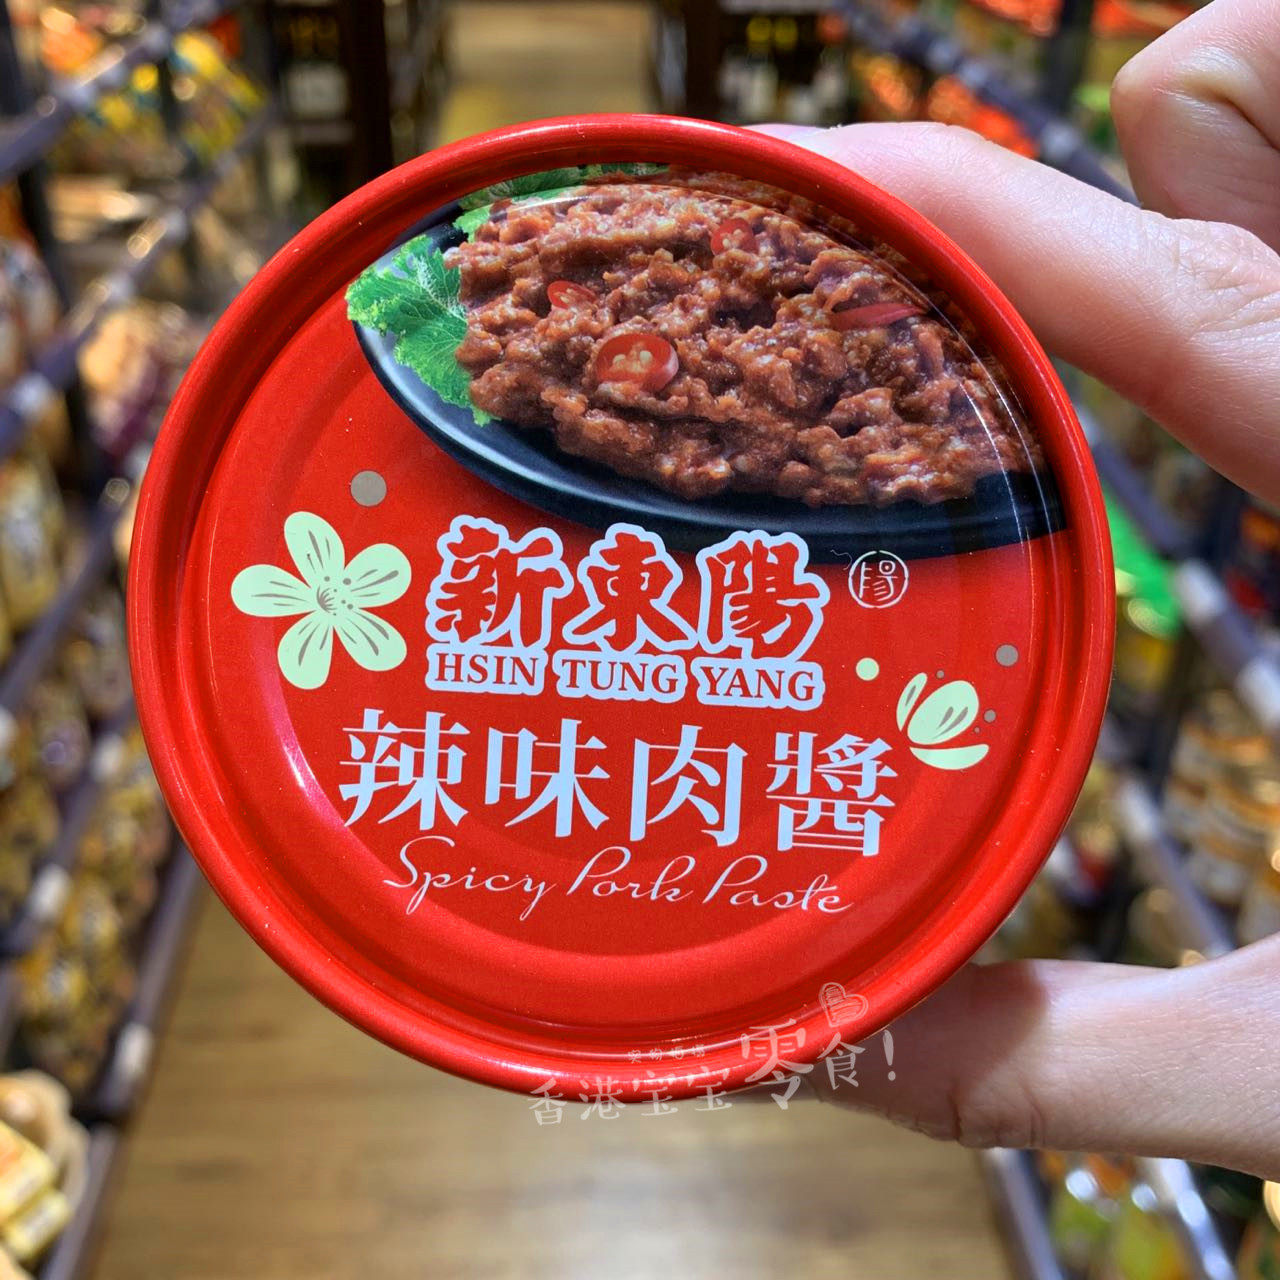 新東陽
陽
HSIN TUNG YANG
辣味肉醬
Spicy Pork Paste
香港宝宝零食！